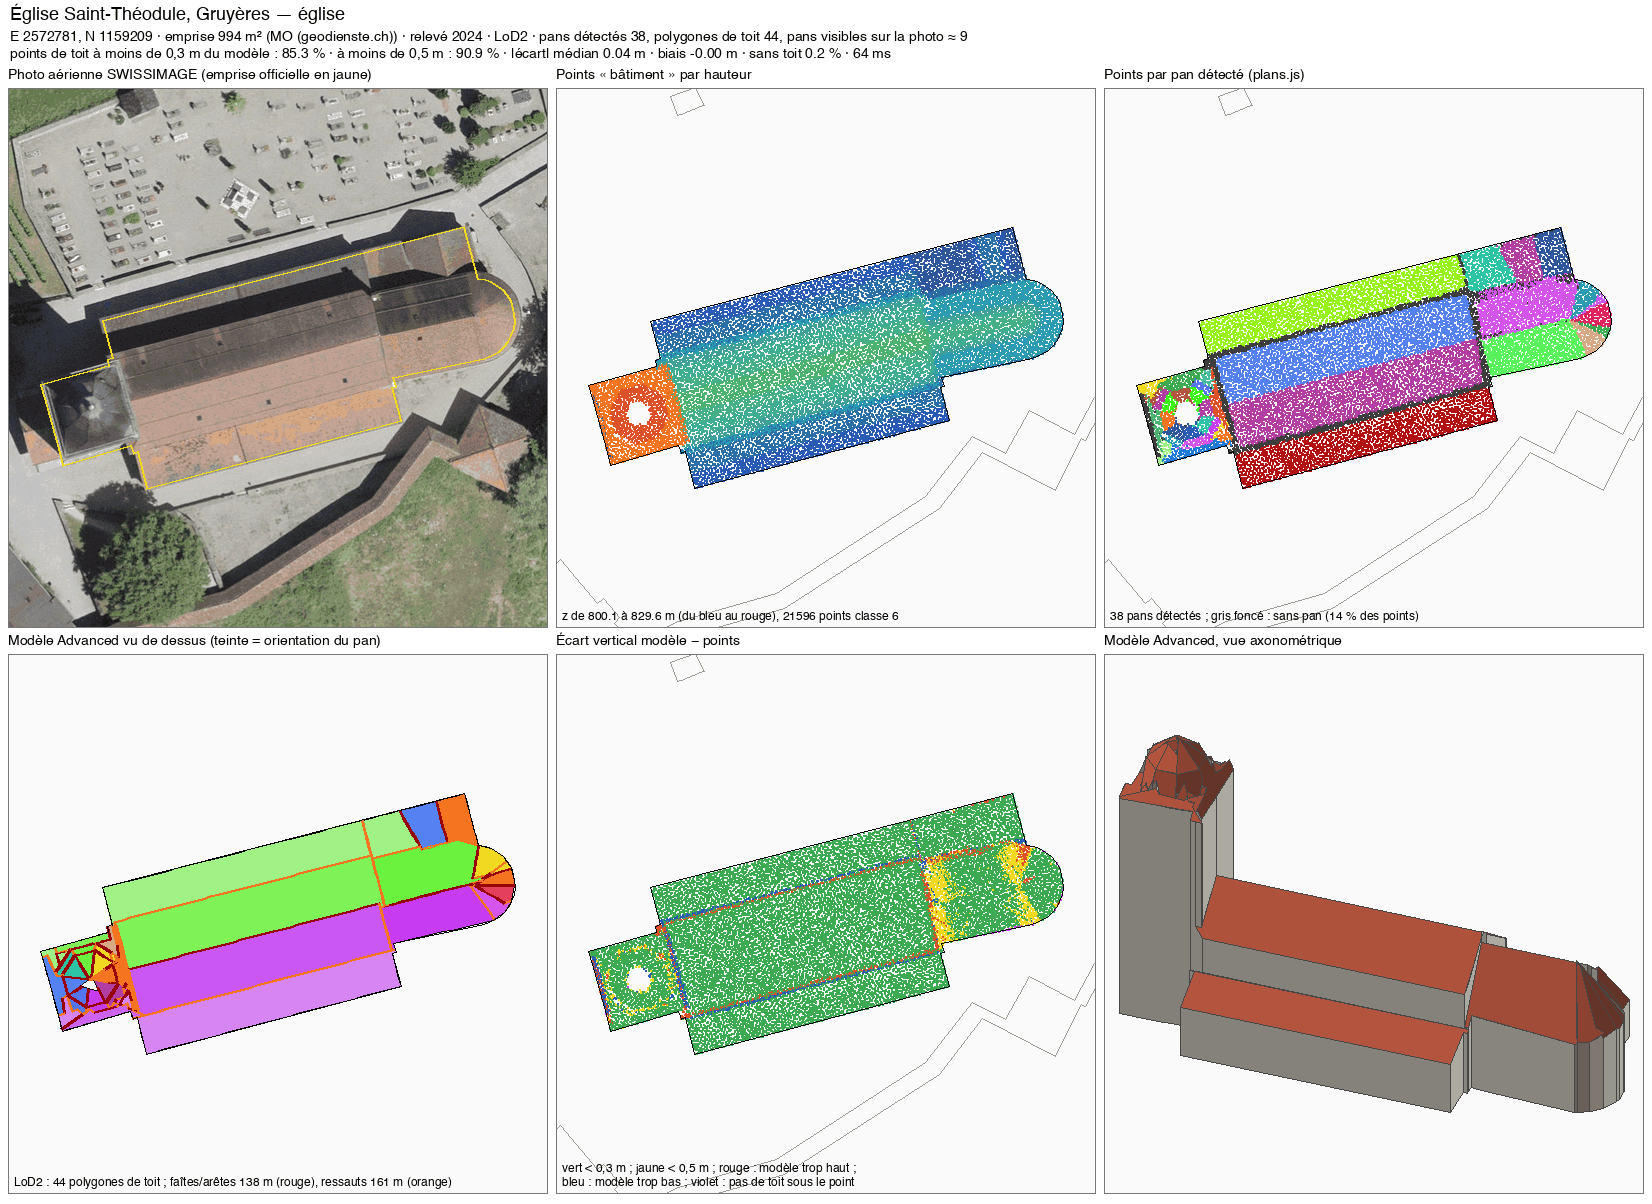 Église Saint-Théodule, Gruyères — église
E 2572781, N 1159209 · emprise 994 m² (MO (geodienste.ch)) · relevé 2024 · LoD2 · pans détectés 38, polygones de toit 44, pans visibles sur la photo ≈ 9
points de toit à moins de 0,3 m du modèle : 85.3 % · à moins de 0,5 m : 90.9 % · lécartl médian 0.04 m · biais -0.00 m · sans toit 0.2 % · 64 ms
Photo aérienne SWISSIMAGE (emprise officielle en jaune)
Points « bâtiment » par hauteur
Points par pan détecté (plans.js)
z de 800.1 à 829.6 m (du bleu au rouge), 21596 points classe 6
38 pans détectés ; gris foncé : sans pan (14 % des points)
Modèle Advanced vu de dessus (teinte = orientation du pan)
Écart vertical modèle − points
Modèle Advanced, vue axonométrique
LoD2 : 44 polygones de toit ; faîtes/arêtes 138 m (rouge), ressauts 161 m (orange)
vert < 0,3 m ; jaune < 0,5 m ; rouge : modèle trop haut ;
bleu : modèle trop bas ; violet : pas de toit sous le point